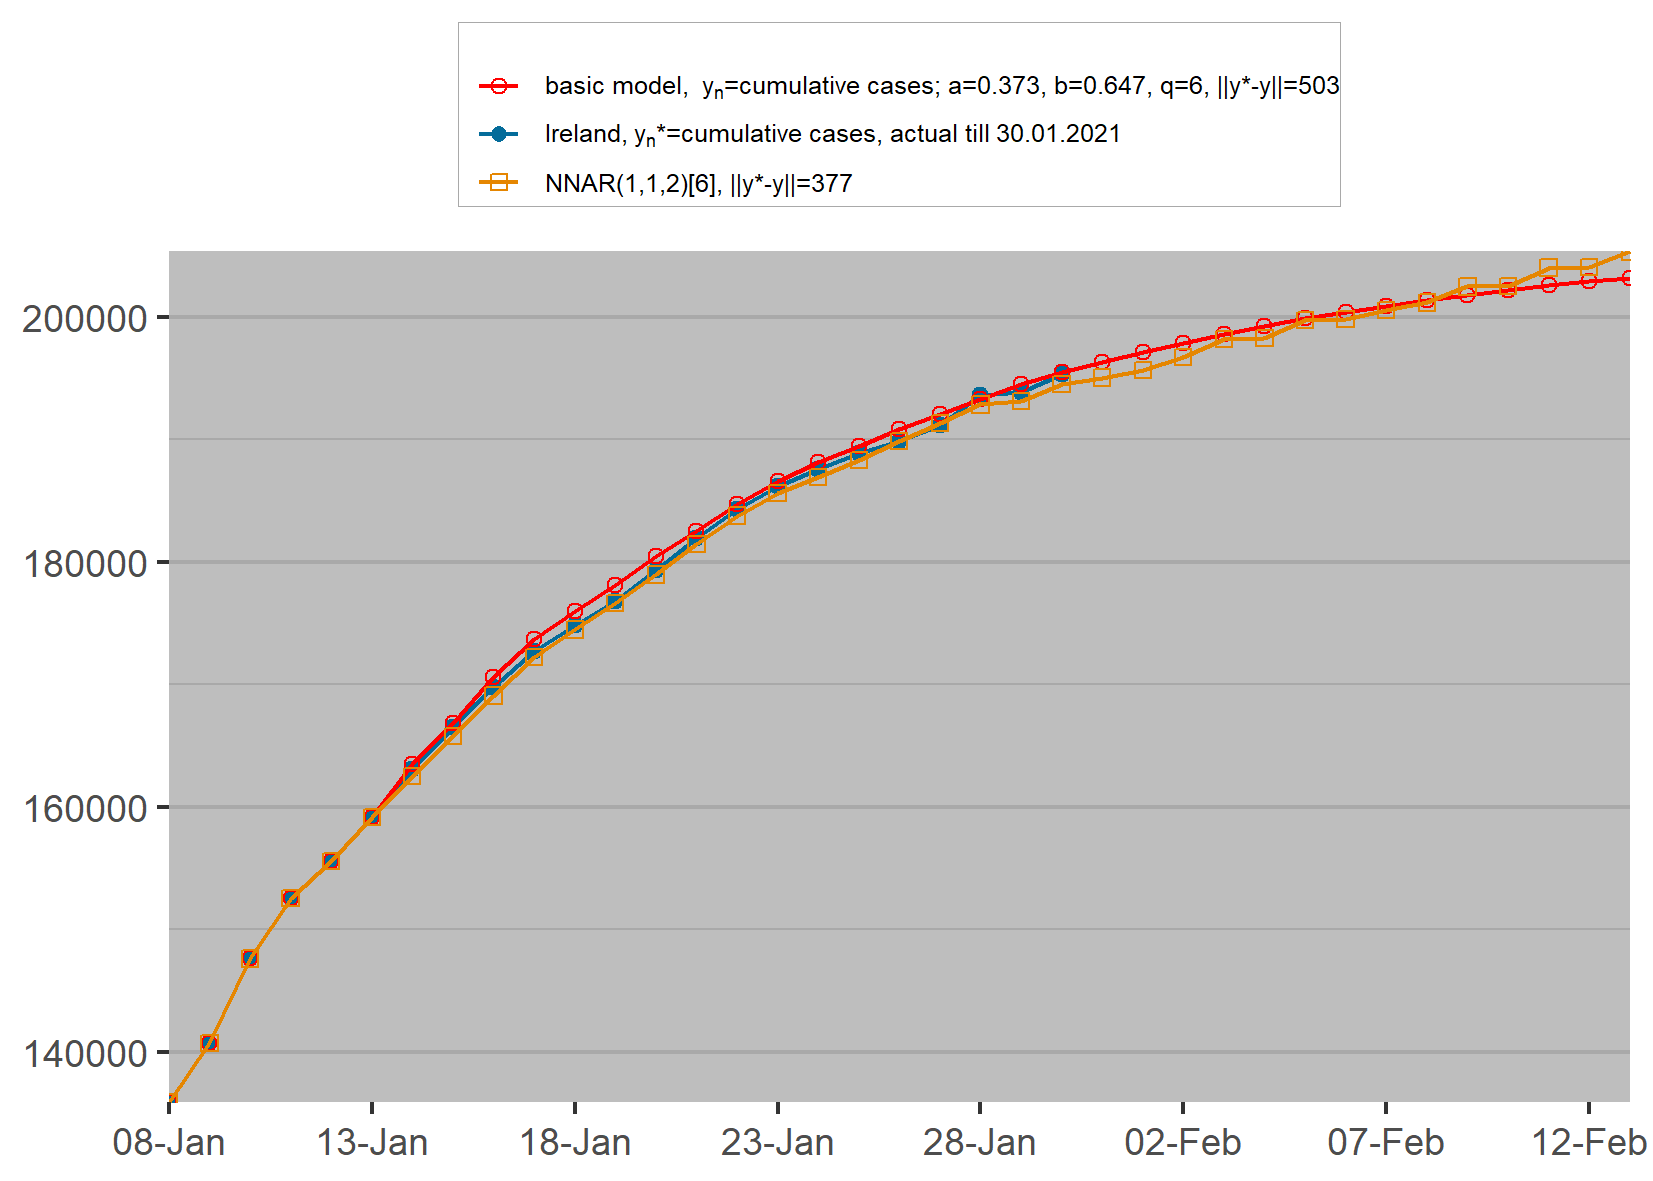 basic model, yn=cumulative cases; a=0.373, b=0.647, q=6, ||y*-y||=503
Ireland, yn*=cumulative cases, actual till 30.01.2021
NNAR(1,1,2)[6], ||y*-y||=377
200000
180000
160000
140000
08-Jan 13-Jan 18-Jan 23-Jan 28-Jan 02-Feb 07-Feb 12-Feb